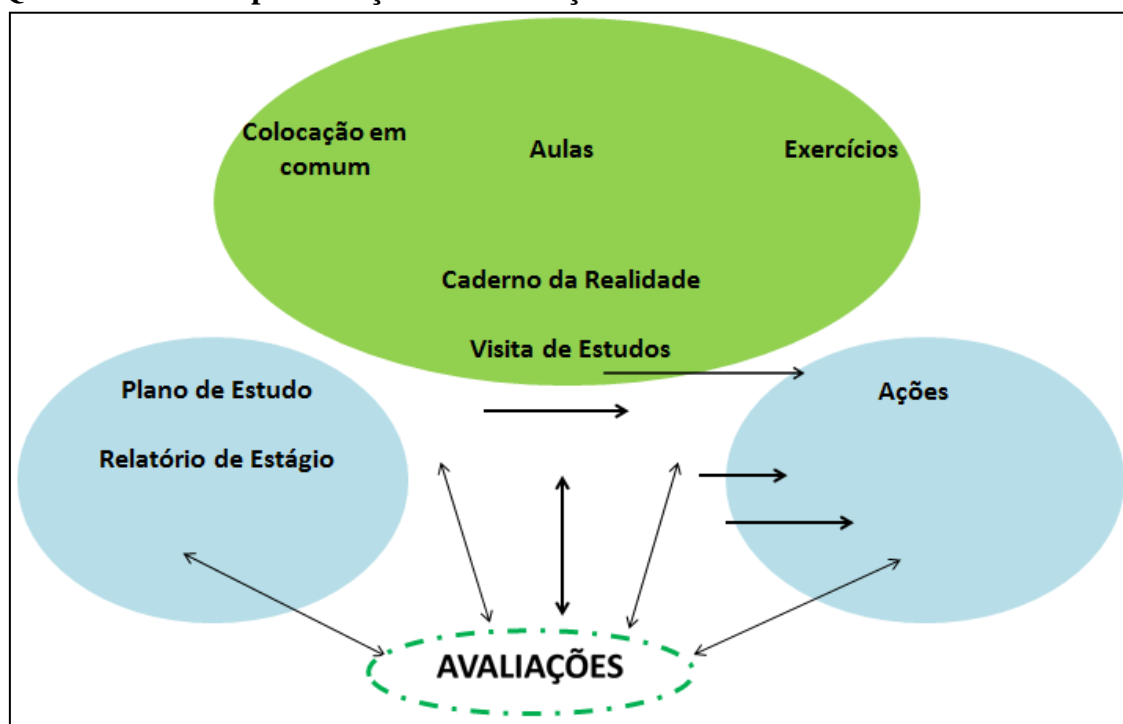 Colocação em
comum
Aulas
Exercícios
Caderno da Realidade
Visita de Estudos
Plano de Estudo
Relatório de Estágio
Ações
AVALIAÇÕES